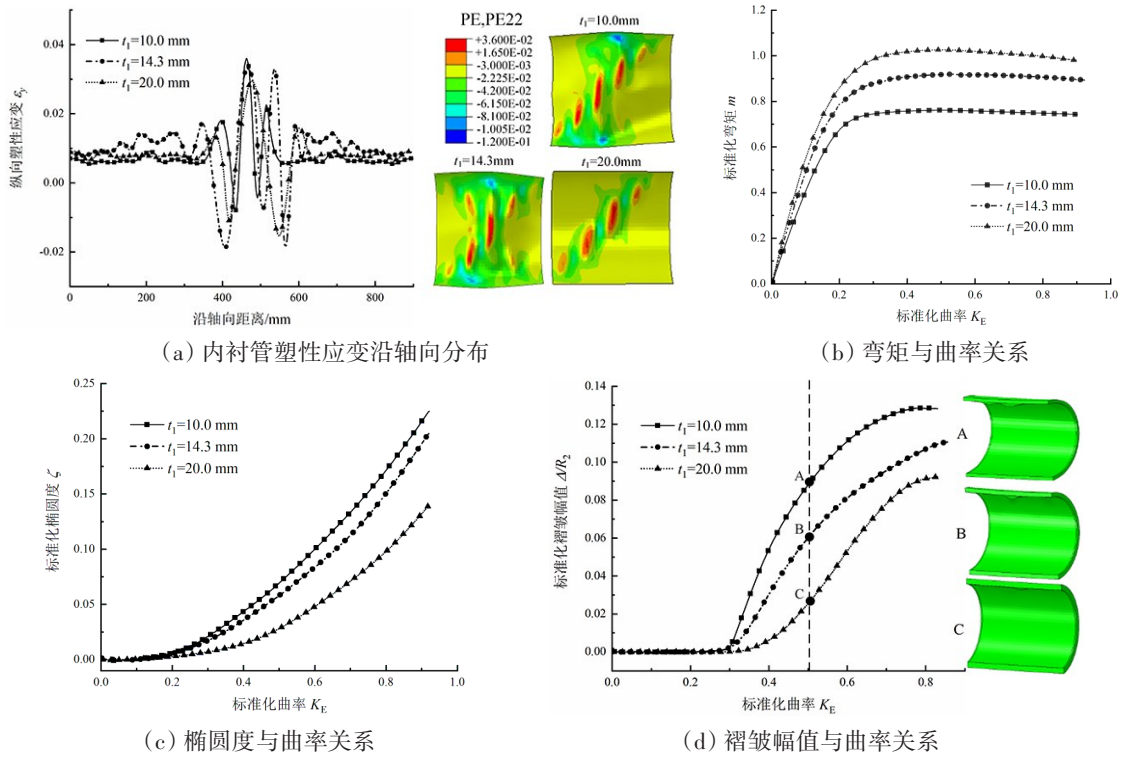 0.04
0.02
0.00
-0.02
纵向塑性应变 εy
t1=10.0 mm
t1=14.3 mm
t1=20.0 mm
0
200
400
600
800
沿轴向距离/mm
PE,PE22
+3.600E-02
+1.650E-02
-3.000E-03
-2.225E-02
-4.200E-02
-6.150E-02
-8.100E-02
-1.005E-01
-1.200E-01
t1=10.0mm
t1=14.3mm
t1=20.0mm
(a) 内衬管塑性应变沿轴向分布
1.2
1.0
0.8
0.6
0.4
0.2
0.0
标准化弯矩 m
t1=10.0 mm
t1=14.3 mm
t1=20.0 mm
0.0
0.2
0.4
0.6
0.8
1.0
标准化曲率 KE
(b) 弯矩与曲率关系
0.25
0.20
0.15
0.10
0.05
0.00
标准化椭圆度 ζ
t1=10.0 mm
t1=14.3 mm
t1=20.0 mm
0.0
0.2
0.4
0.6
0.8
1.0
标准化曲率 KE
(c) 椭圆度与曲率关系
0.14
0.12
0.10
0.08
0.06
0.04
0.02
0.00
标准化褶皱幅值 Δ/R2
t1=10.0 mm
t1=14.3 mm
t1=20.0 mm
A
B
C
0.0
0.2
0.4
0.6
0.8
标准化曲率 KE
A
B
C
(d) 褶皱幅值与曲率关系